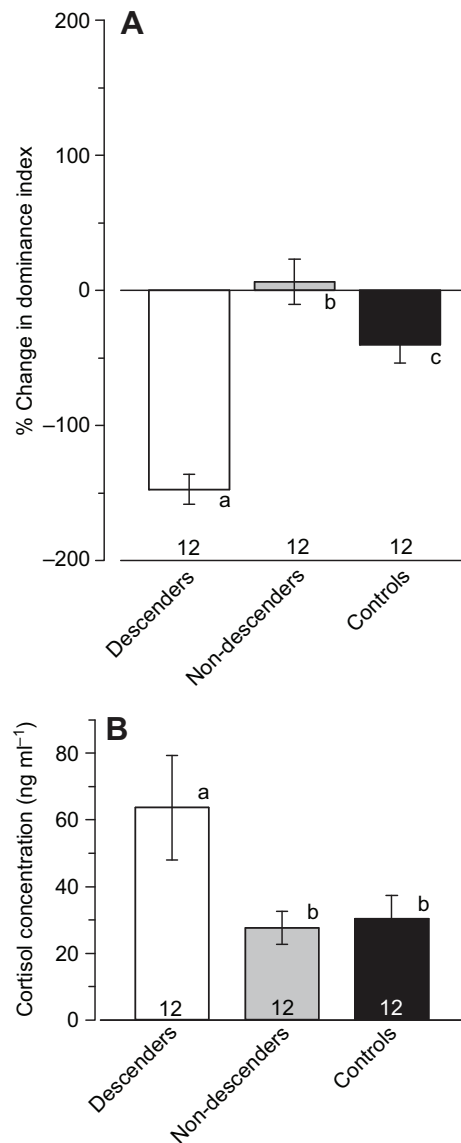 A
200
100
0
–100
–200
% Change in dominance index
a
b
c
12
12
12
Descenders
Non-descenders
Controls
B
80
60
40
20
0
Cortisol concentration (ng ml⁻¹)
a
b
b
12
12
12
Descenders
Non-descenders
Controls